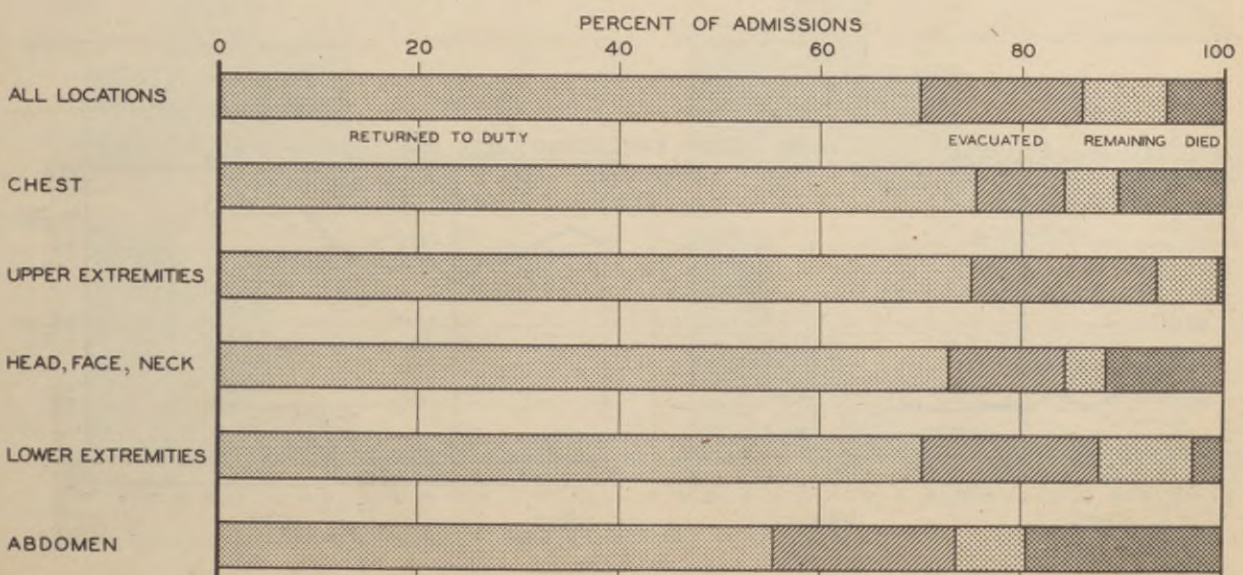 PERCENT OF ADMISSIONS
0 20 40 60 80 100
ALL LOCATIONS
RETURNED TO DUTY EVACUATED REMAINING DIED
CHEST
UPPER EXTREMITIES
HEAD, FACE, NECK
LOWER EXTREMITIES
ABDOMEN